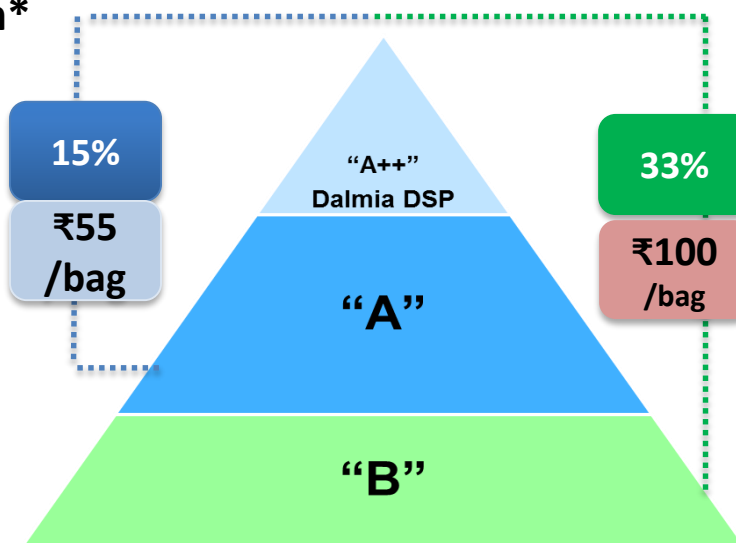 15%
₹55
/bag
“A++”
Dalmia DSP
“A”
“B”
33%
₹100
/bag